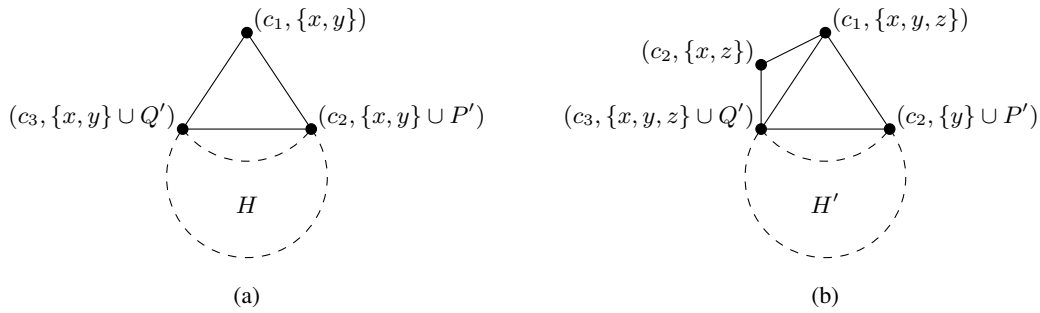 (c₁, {x, y})
(c₃, {x, y} ∪ Q′)
(c₂, {x, y} ∪ P′)
H
(a)
(c₁, {x, y, z})
(c₂, {x, z})
(c₃, {x, y, z} ∪ Q′)
(c₂, {y} ∪ P′)
H′
(b)